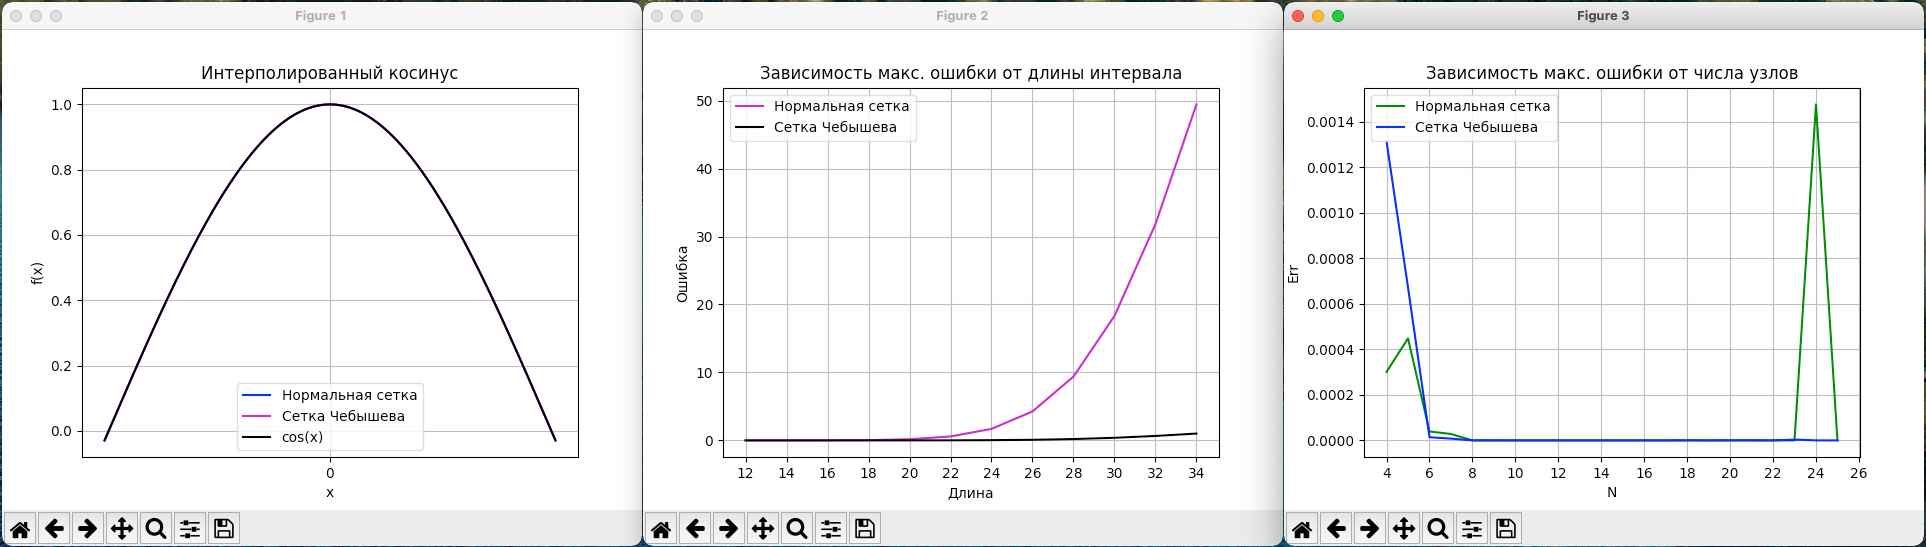 Figure 1
Интерполированный косинус
1.0
0.8
0.6
0.4
0.2
0.0
f(x)
Нормальная сетка
Сетка Чебышева
cos(x)
0
x
Figure 2
Зависимость макс. ошибки от длины интервала
Нормальная сетка
Сетка Чебышева
50
40
30
20
10
0
Ошибка
12 14 16 18 20 22 24 26 28 30 32 34
Длина
Figure 3
Зависимость макс. ошибки от числа узлов
Нормальная сетка
Сетка Чебышева
0.0014
0.0012
0.0010
0.0008
0.0006
0.0004
0.0002
0.0000
Err
4 6 8 10 12 14 16 18 20 22 24 26
N